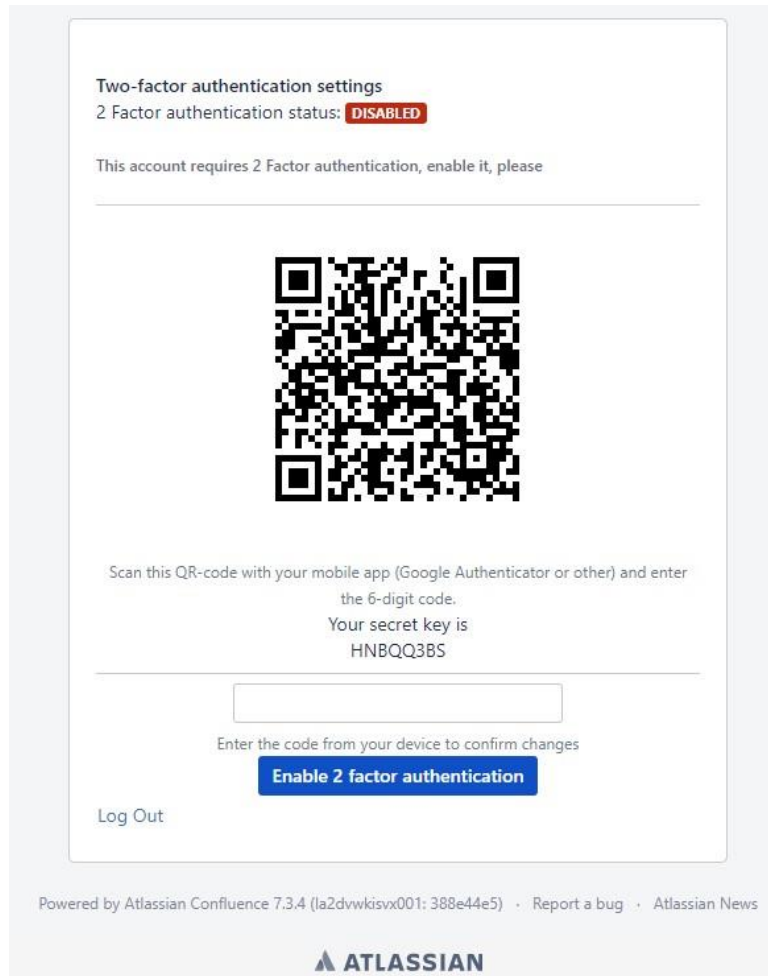 Two-factor authentication settings
2 Factor authentication status: DISABLED
This account requires 2 Factor authentication, enable it, please
Scan this QR-code with your mobile app (Google Authenticator or other) and enter
the 6-digit code.
Your secret key is
HNBQQ3BS
Enter the code from your device to confirm changes
Enable 2 factor authentication
Log Out
Powered by Atlassian Confluence 7.3.4 (la2dvwkisvx001: 388e44e5) · Report a bug · Atlassian News
ATLASSIAN